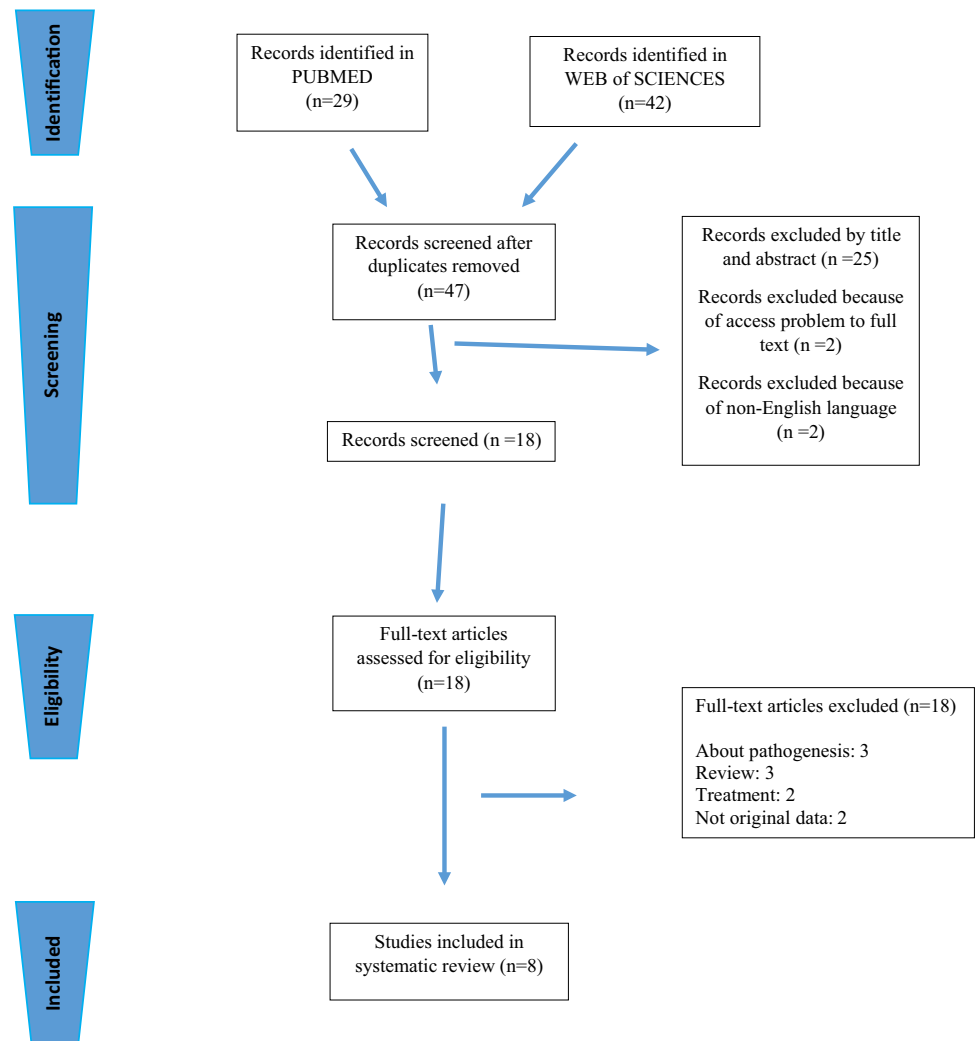 Identification
Records identified in
PUBMED
(n=29)
Records identified in
WEB of SCIENCES
(n=42)
Screening
Records screened after
duplicates removed
(n=47)
Records excluded by title
and abstract (n =25)
Records excluded because
of access problem to full
text (n =2)
Records excluded because
of non-English language
(n =2)
Records screened (n =18)
Eligibility
Full-text articles
assessed for eligibility
(n=18)
Full-text articles excluded (n=18)
About pathogenesis: 3
Review: 3
Treatment: 2
Not original data: 2
Included
Studies included in
systematic review (n=8)